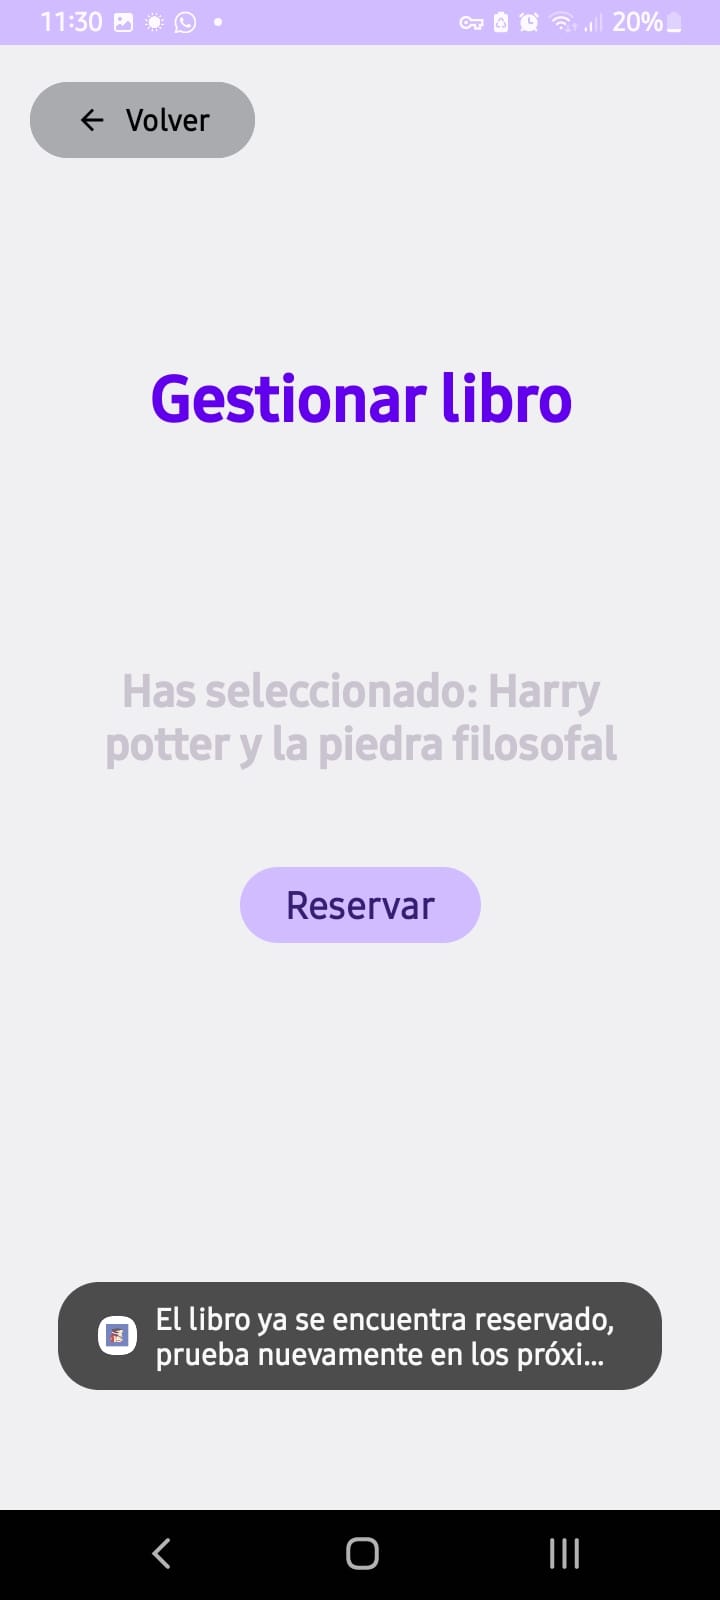 11:30
20%
Volver
Gestionar libro
Has seleccionado: Harry
potter y la piedra filosofal
Reservar
El libro ya se encuentra reservado,
prueba nuevamente en los próxi...